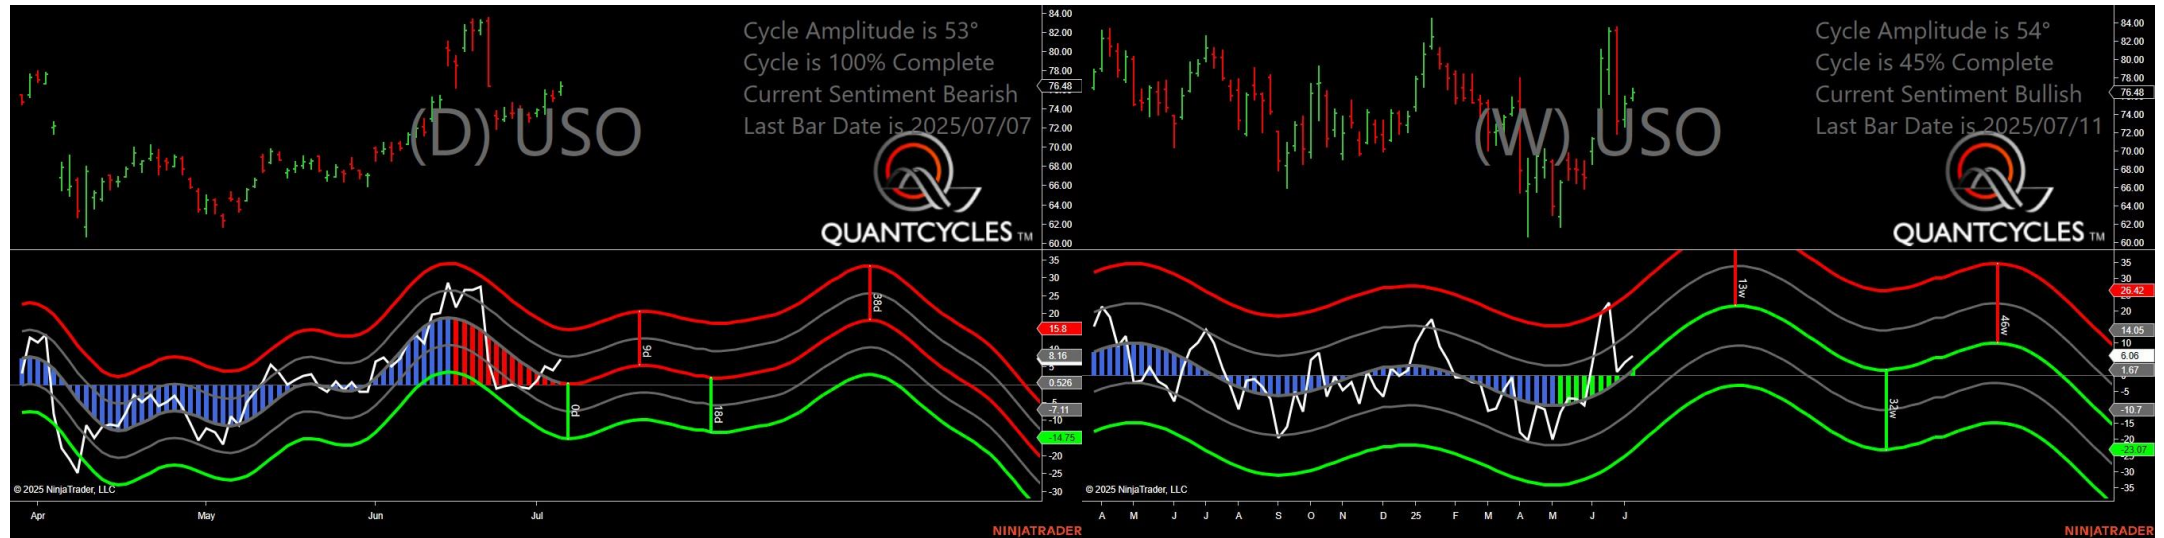 Cycle Amplitude is 53°
Cycle is 100% Complete
Current Sentiment Bearish
Last Bar Date is 2025/07/07
(D) USO
QUANTCYCLES TM
84.00
82.00
80.00
78.00
76.48
74.00
72.00
70.00
68.00
66.00
64.00
62.00
60.00
35
30
25
20
15.8
8.16
5
0.526
-7.11
-10
-14.75
-20
-25
-30
0d
9d
18d
38d
© 2025 NinjaTrader, LLC
Apr May Jun Jul
NINJATRADER
Cycle Amplitude is 54°
Cycle is 45% Complete
Current Sentiment Bullish
Last Bar Date is 2025/07/11
(W) USO
QUANTCYCLES TM
84.00
82.00
80.00
78.00
76.48
74.00
72.00
70.00
68.00
66.00
64.00
62.00
60.00
35
30
26.42
20
14.05
10
6.06
1.67
-5
-10.7
-15
-20
-23.07
-30
-35
13w
32w
46w
© 2025 NinjaTrader, LLC
A M J J A S O N D 25 F M A M J J
NINJATRADER